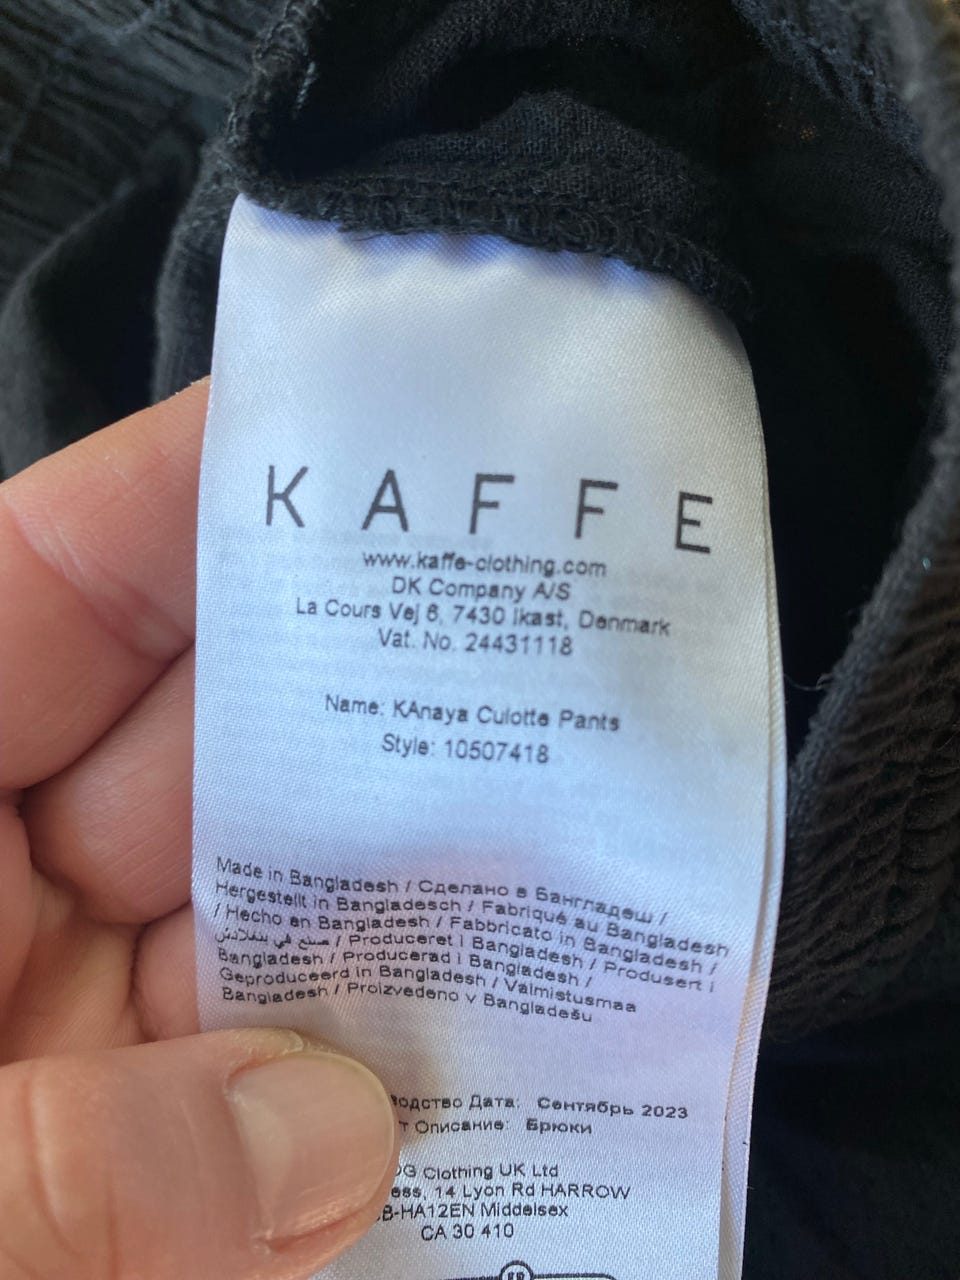 KAFFE
www.kaffe-clothing.com
DK Company A/S
La Cours Vej 6, 7430 Ikast, Denmark
Vat. No. 24431118
Name: KAnaya Culotte Pants
Style: 10507418
Made in Bangladesh / Сделано в Бангладеш /
Hergestellt in Bangladesch / Fabriqué au Bangladesh
/ Hecho en Bangladesh / Fabbricato in Bangladesh /
صنع في بنغلادش / Produceret i Bangladesh / Produsert i
Bangladesh / Producerad i Bangladesh /
Geproduceerd in Bangladesh / Valmistusmaa
Bangladesh / Proizvedeno v Bangladešu
Дата: Сентябрь 2023
Описание: Брюки
Clothing UK Ltd
14 Lyon Rd HARROW
HA12EN Middelsex
CA 30 410